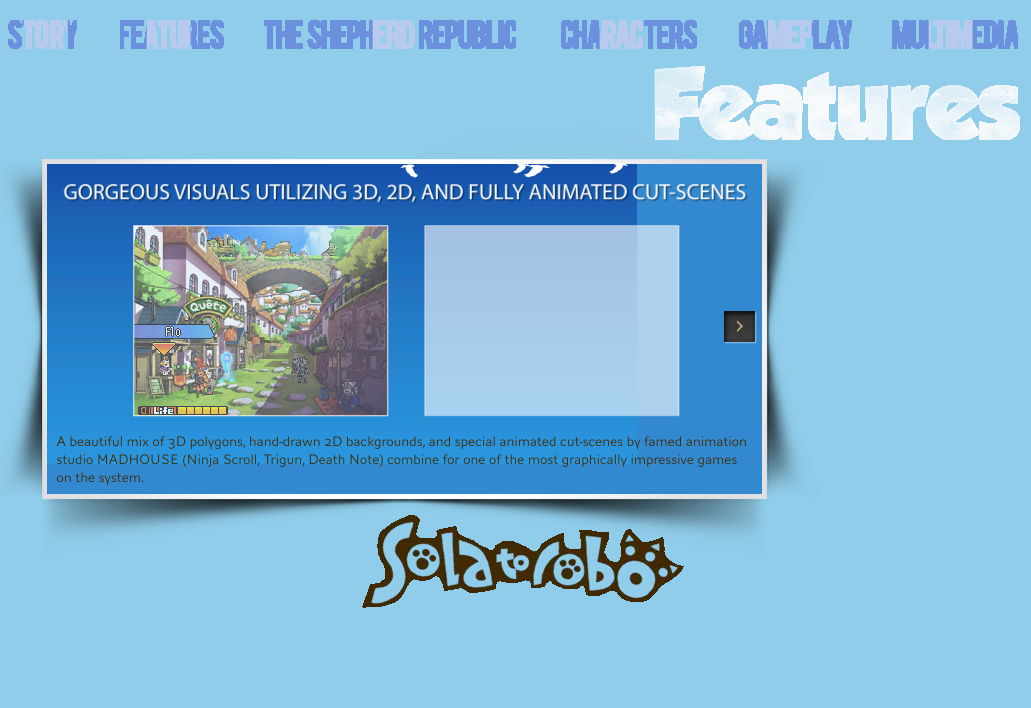 STORY FEATURES THE SHEPHERD REPUBLIC CHARACTERS GAMEPLAY MULTIMEDIA
Features
GORGEOUS VISUALS UTILIZING 3D, 2D, AND FULLY ANIMATED CUT-SCENES
Quête
Flo
Life
A beautiful mix of 3D polygons, hand-drawn 2D backgrounds, and special animated cut-scenes by famed animation
studio MADHOUSE (Ninja Scroll, Trigun, Death Note) combine for one of the most graphically impressive games
on the system.
Solatorobo